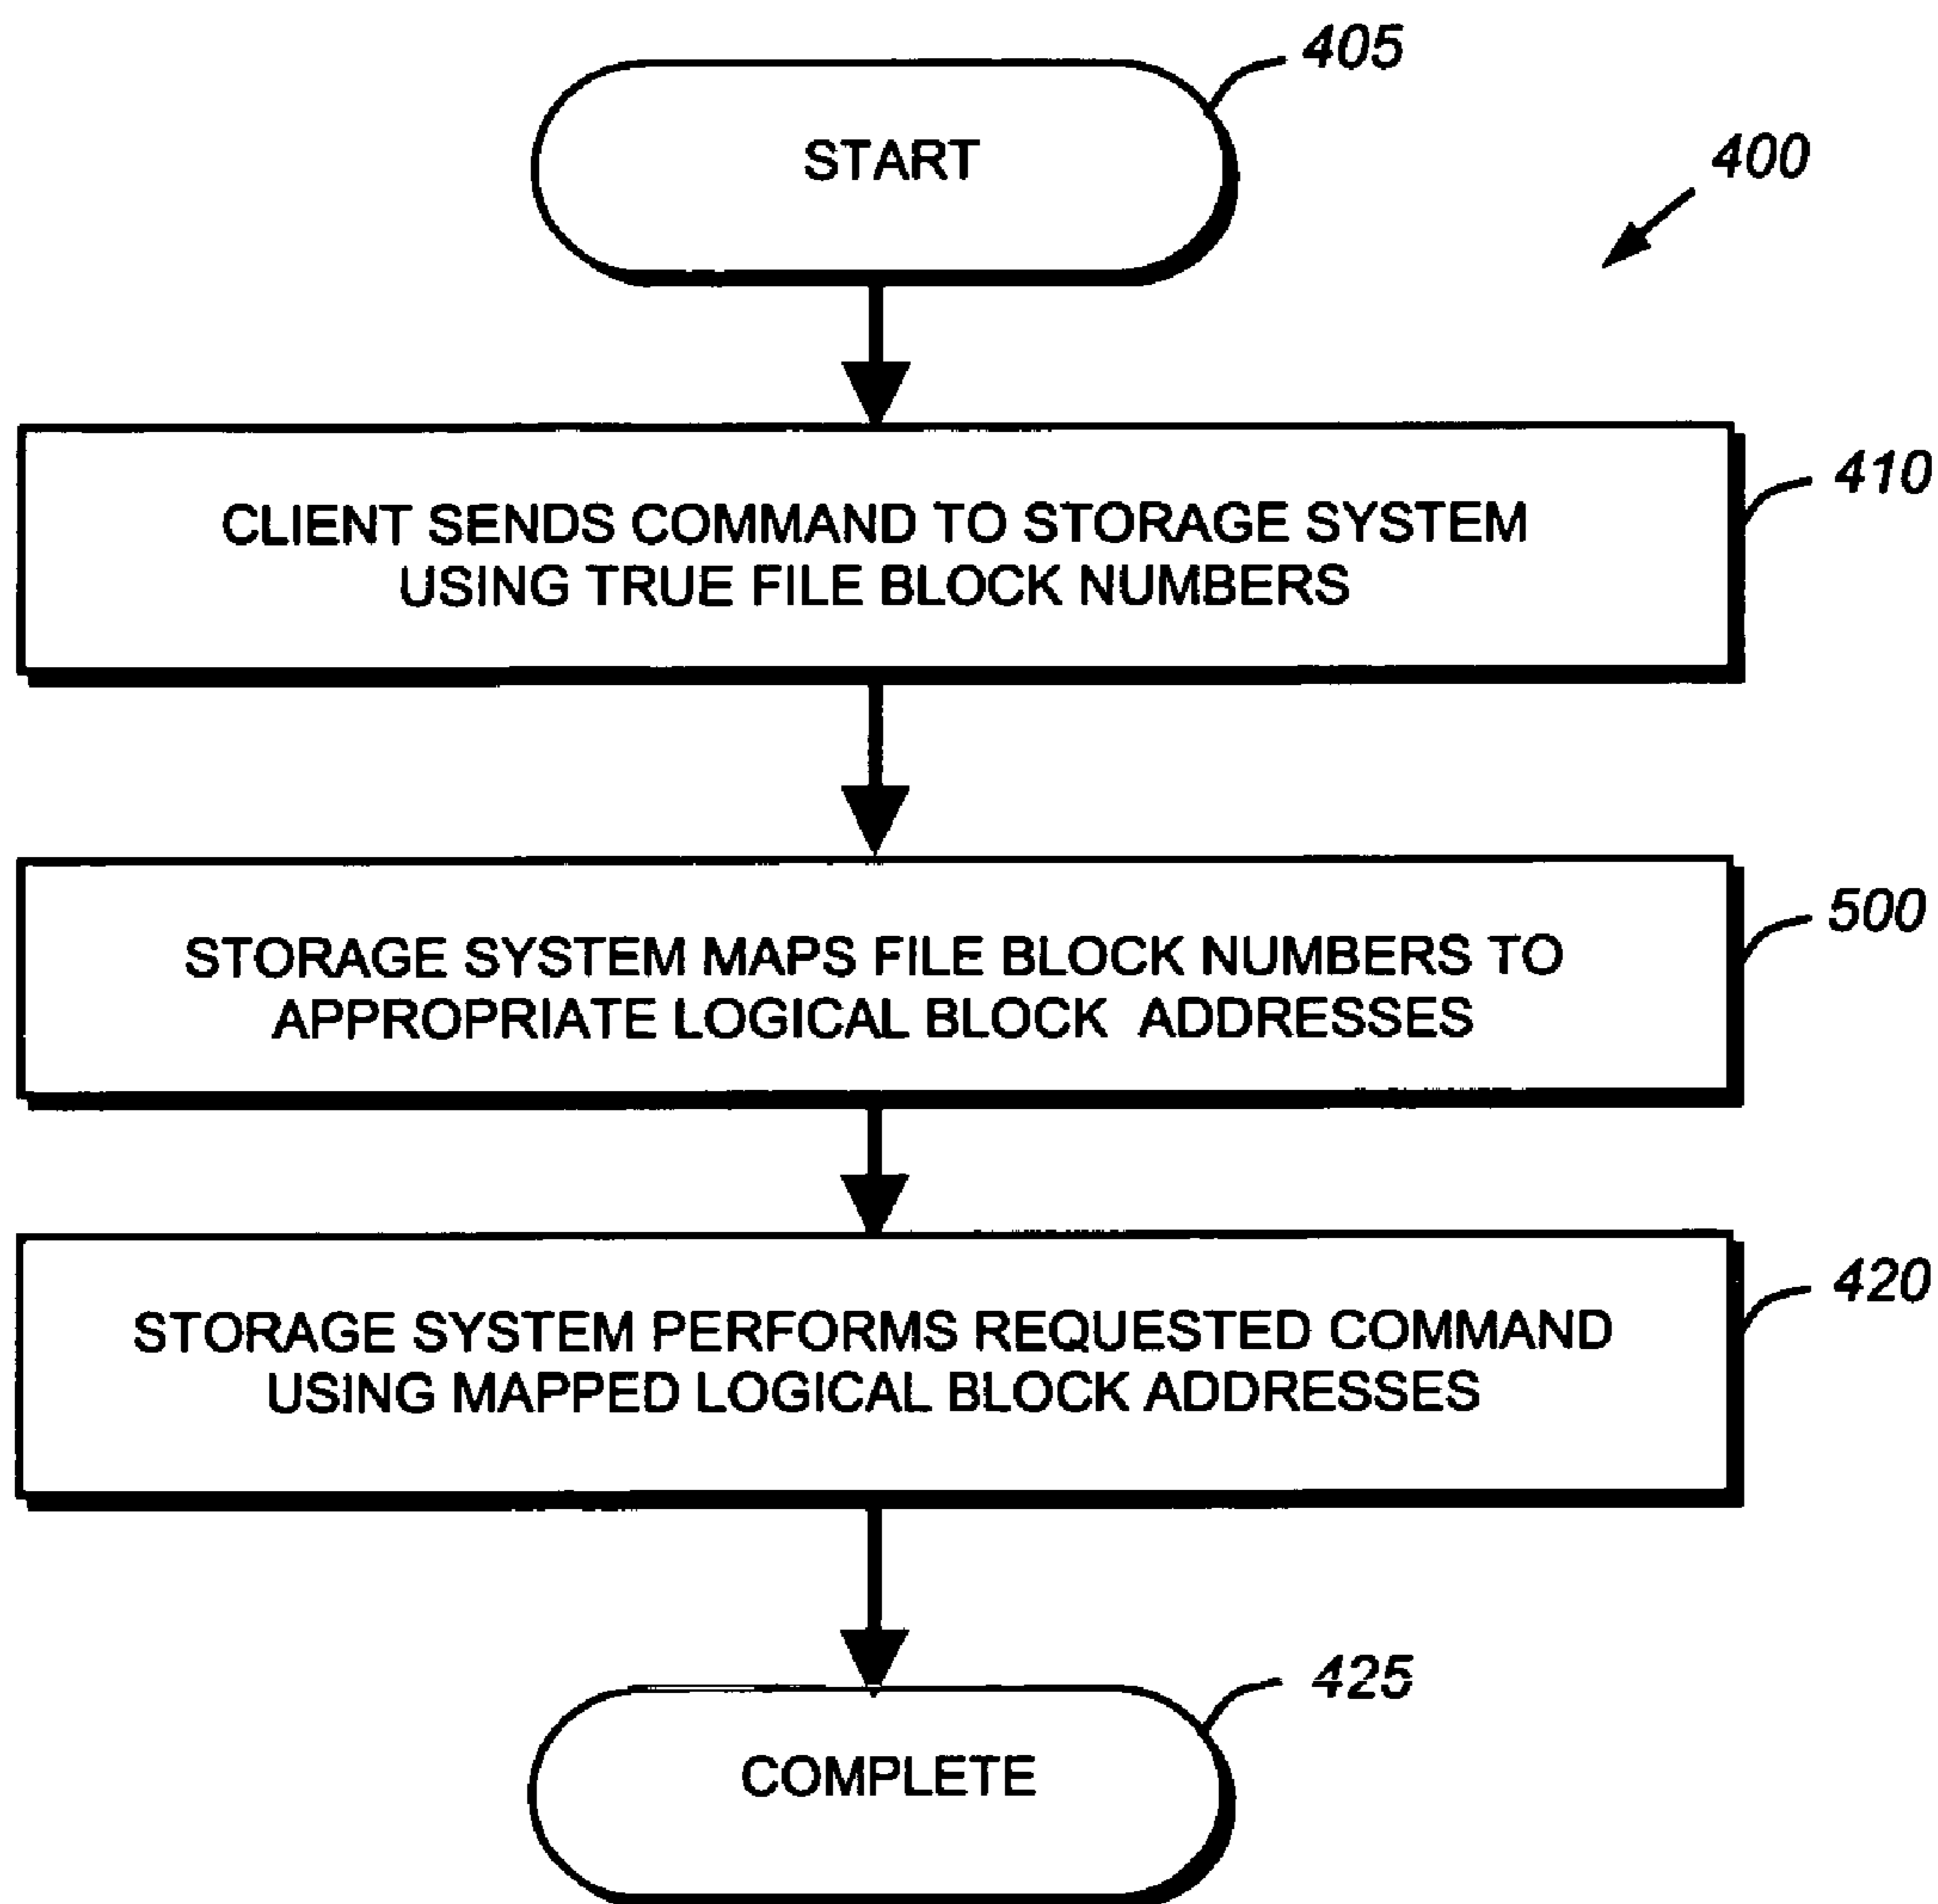 405
START
400
CLIENT SENDS COMMAND TO STORAGE SYSTEM
USING TRUE FILE BLOCK NUMBERS
410
STORAGE SYSTEM MAPS FILE BLOCK NUMBERS TO
APPROPRIATE LOGICAL BLOCK ADDRESSES
500
STORAGE SYSTEM PERFORMS REQUESTED COMMAND
USING MAPPED LOGICAL BLOCK ADDRESSES
420
425
COMPLETE